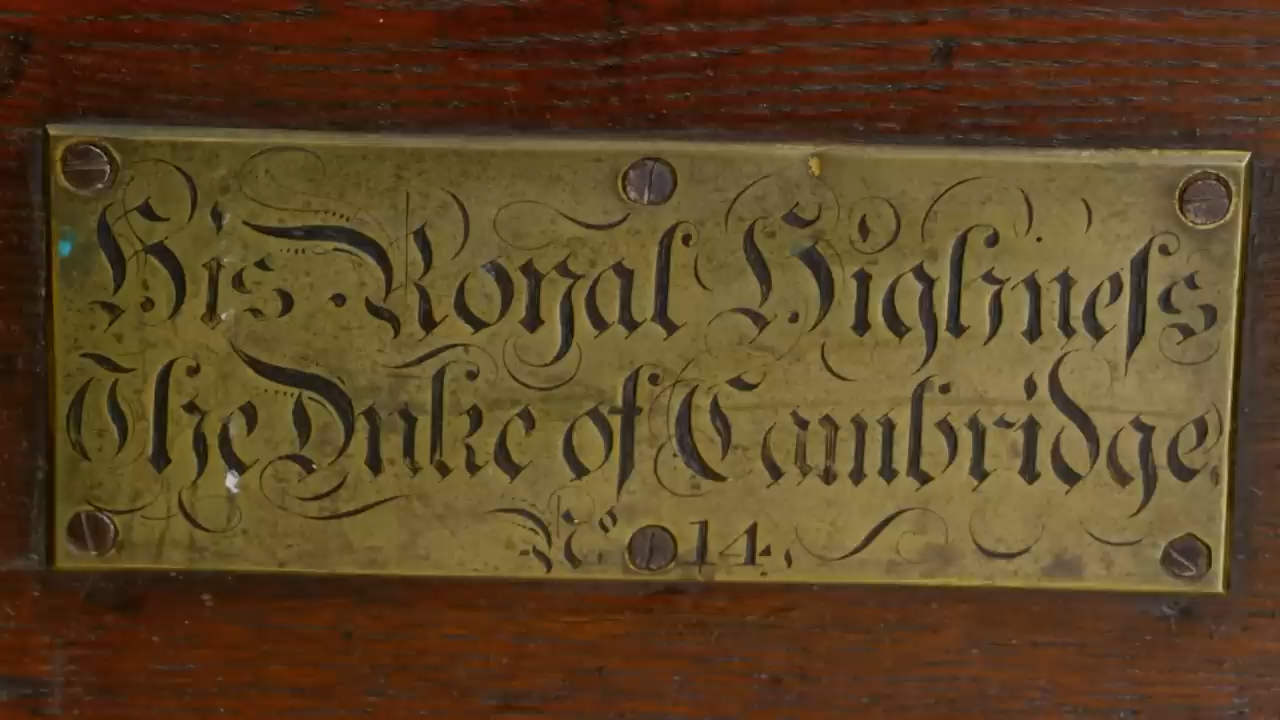 His Royal Highneſs
The Duke of Cambridge.
No 14.